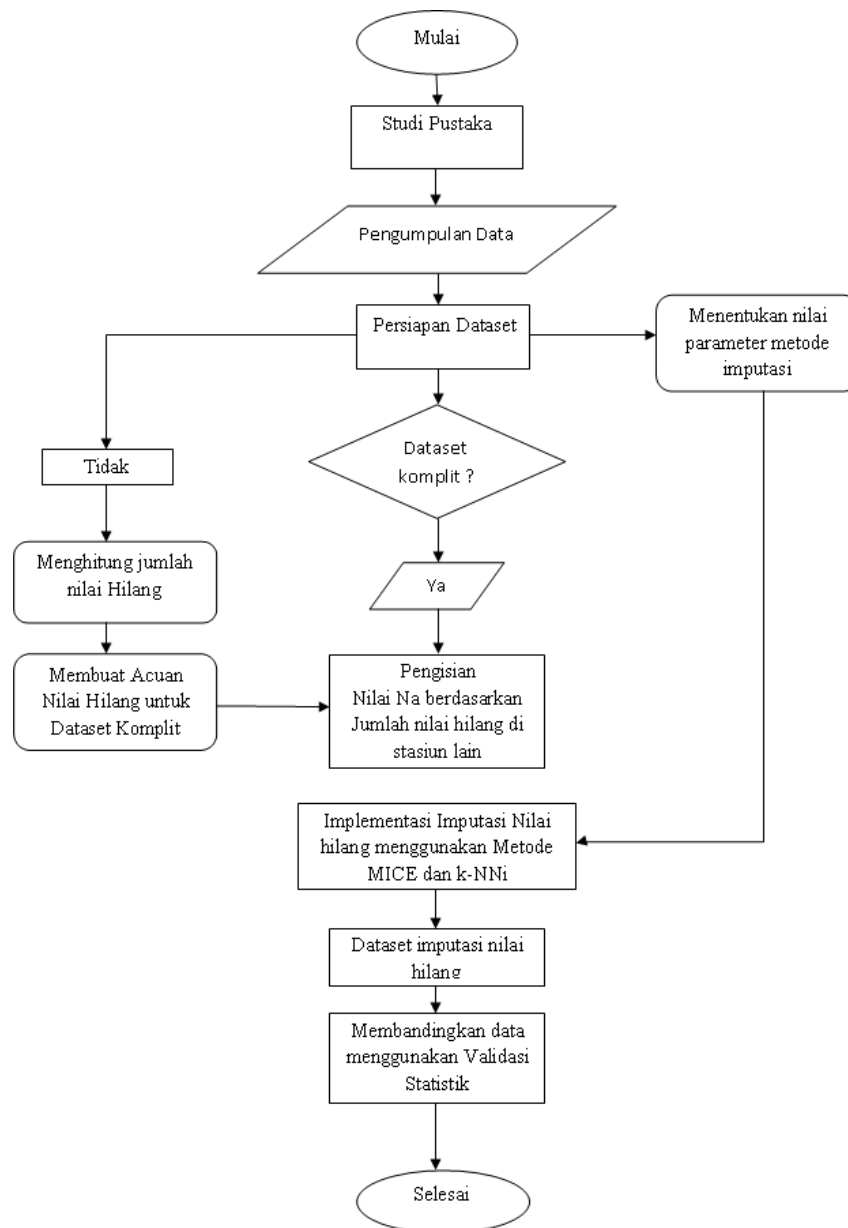 Mulai
Studi Pustaka
Pengumpulan Data
Persiapan Dataset
Menentukan nilai
parameter metode
imputasi
Dataset
komplit ?
Tidak
Menghitung jumlah
nilai Hilang
Ya
Membuat Acuan
Nilai Hilang untuk
Dataset Komplit
Pengisian
Nilai Na berdasarkan
Jumlah nilai hilang di
stasiun lain
Implementasi Imputasi Nilai
hilang menggunakan Metode
MICE dan k-NNi
Dataset imputasi nilai
hilang
Membandingkan data
menggunakan Validasi
Statistik
Selesai